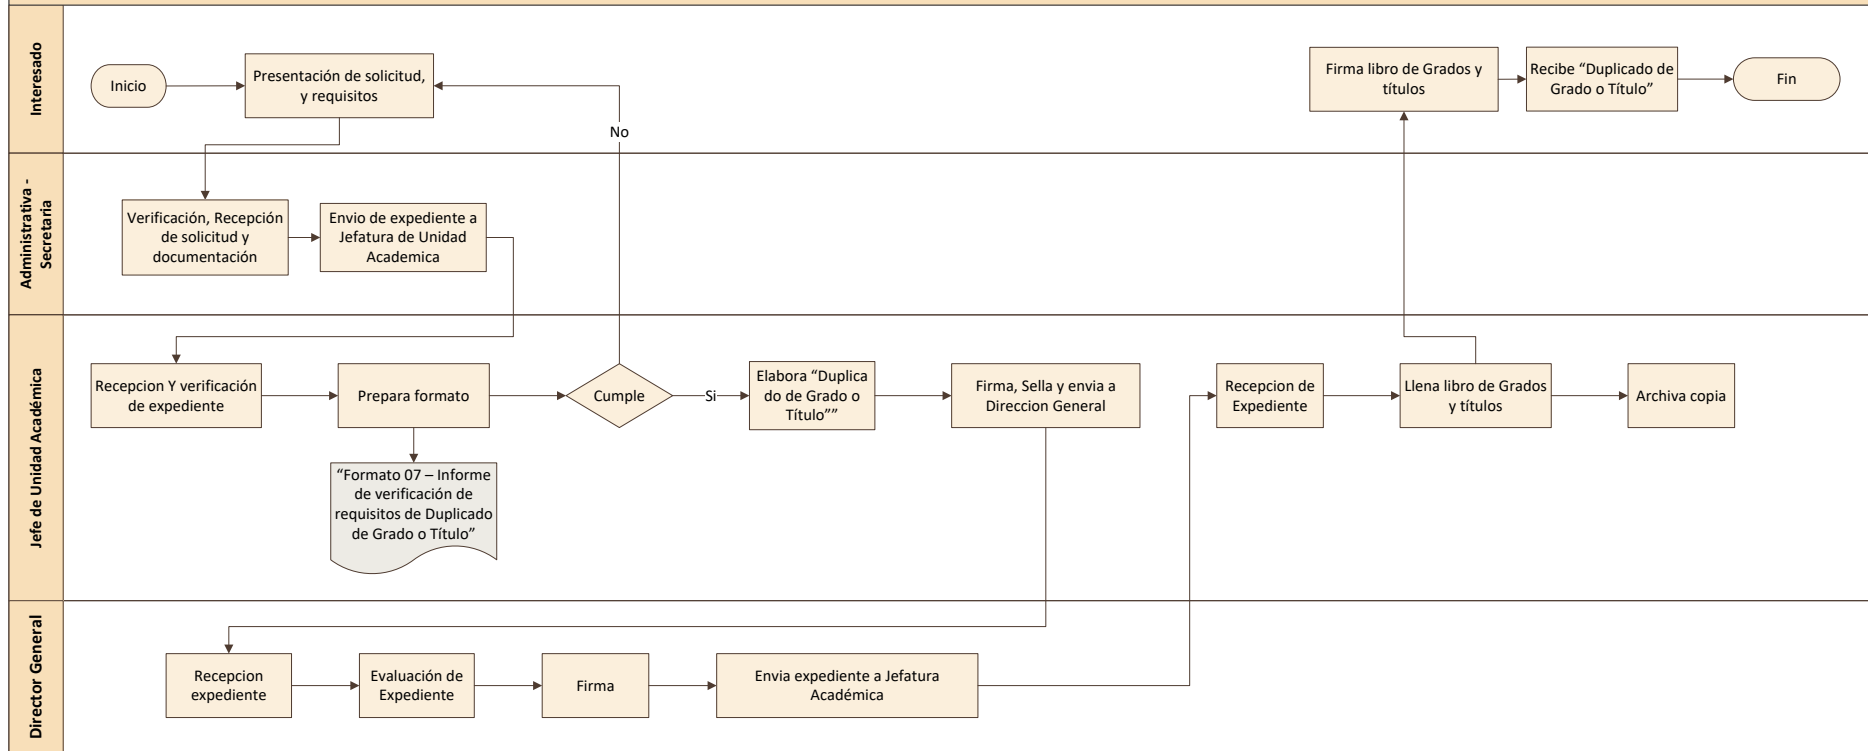 Interesado
Inicio
Presentación de solicitud,
y requisitos
No
Firma libro de Grados y
títulos
Recibe “Duplicado de
Grado o Título”
Fin
Administrativa -
Secretaria
Verificación, Recepción
de solicitud y
documentación
Envio de expediente a
Jefatura de Unidad
Academica
Jefe de Unidad Académica
Recepcion Y verificación
de expediente
Prepara formato
“Formato 07 – Informe
de verificación de
requisitos de Duplicado
de Grado o Título”
Cumple
Si
Elabora “Duplica
do de Grado o
Título””
Firma, Sella y envia a
Direccion General
Recepcion de
Expediente
Llena libro de Grados
y títulos
Archiva copia
Director General
Recepcion
expediente
Evaluación de
Expediente
Firma
Envia expediente a Jefatura
Académica